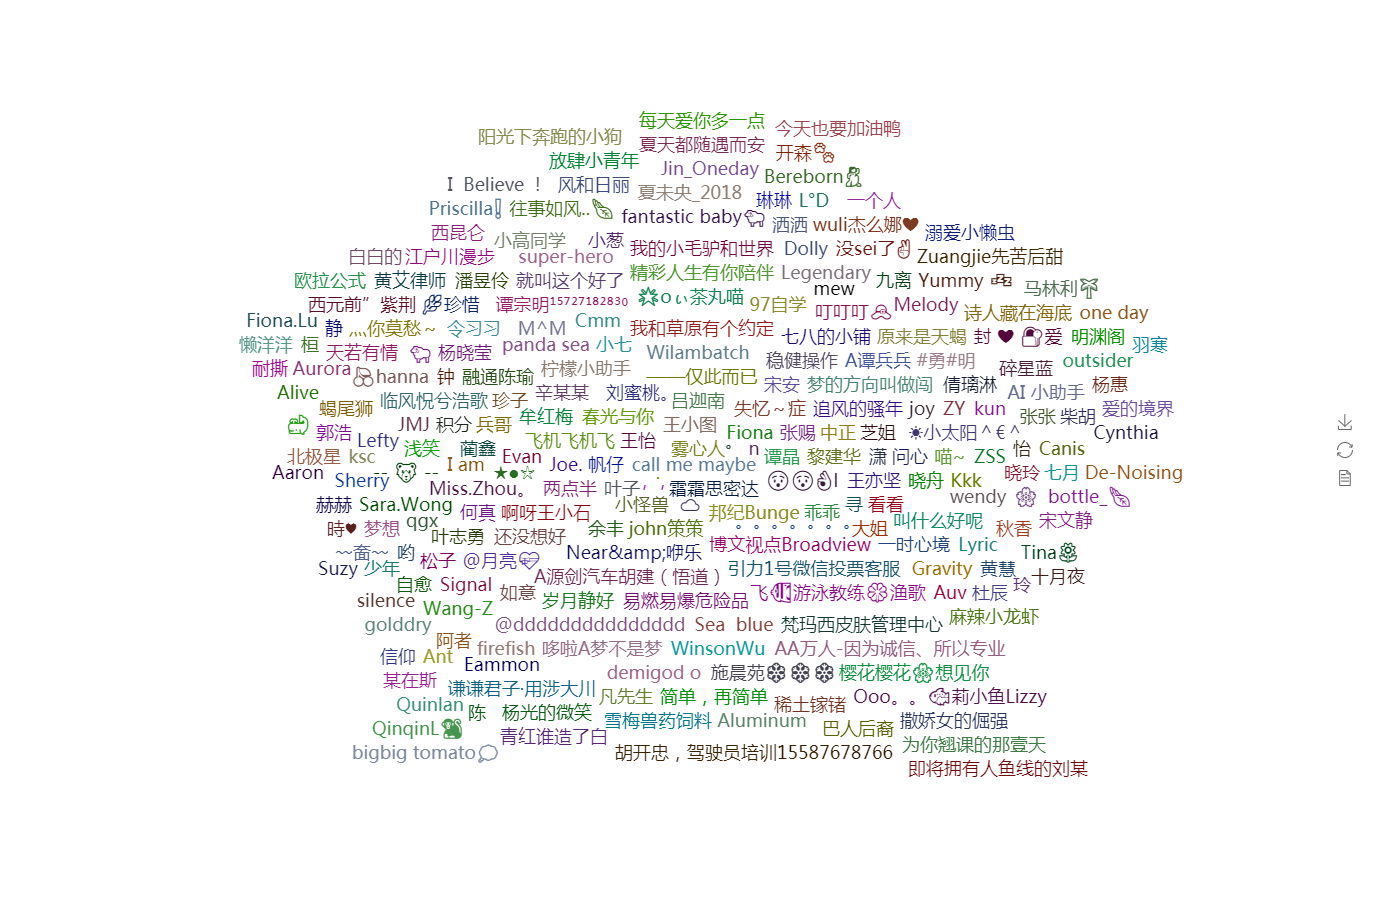 每天爱你多一点
今天也要加油鸭
阳光下奔跑的小狗
夏天都随遇而安
开森
放肆小青年
Jin_Oneday
Bereborn
I Believe ！
风和日丽
夏未央_2018
琳琳
L°D
一个人
Priscilla
往事如风..
fantastic baby
洒洒
wuli杰么娜♥
溺爱小懒虫
西昆仑
小高同学
小葱
我的小毛驴和世界
Dolly
没sei了✌
Zuangjie先苦后甜
白白的
江户川漫步
super-hero
欧拉公式
黄艾律师
潘昱伶
就叫这个好了
精彩人生有你陪伴
Legendary
九离
Yummy
mew
马林利
西元前”
紫荆
珍惜
谭宗明¹⁵⁷²⁷¹⁸²⁸³⁰
oぃ茶丸喵
97自学
叮叮叮
Melody
诗人藏在海底
one day
Fiona.Lu
静
灬你莫愁～
令习习
M^M
Cmm
我和草原有个约定
七八的小铺
原来是天蝎
封 ♥
爱
明渊阁
羽寒
懒洋洋
桓
天若有情
杨晓莹
panda sea
小七
Wilambatch
稳健操作
A谭兵兵
#勇#明
碎星蓝
outsider
耐撕
Aurora
hanna
钟
融通陈瑜
柠檬小助手
——仅此而已
宋安
梦的方向叫做闯
倩璃淋
AI 小助手
杨惠
Alive
蝎尾狮
临风怳兮浩歌
珍子
辛某某
刘蜜桃。
吕迦南
失忆～症
追风的骚年
joy
ZY
kun
张张
柴胡
爱的境界
郭浩
JMJ
积分
兵哥
牟红梅
春光与你
王小图
Fiona
张赐
中正
芝姐
☀小太阳
^ € ^
Cynthia
Lefty
浅笑
蔺鑫
飞机飞机飞
王怡
雾心人。
n
谭晶
黎建华
潇
问心
喵~
ZSS
怡
Canis
北极星
ksc
I am
Evan
Joe.
帆仔
call me maybe
Aaron
Sherry
--
--
★●☆
Miss.Zhou。
两点半
叶子
霜霜思密达
I
王亦坚
晓舟
Kkk
晓玲
七月
De-Noising
wendy
bottle_
赫赫
Sara.Wong
何真
啊呀王小石
小怪兽
邦纪Bunge
乖乖
寻
看看
時♥
梦想
qgx
叶志勇
还没想好
余丰
john策策
大姐
叫什么好呢
秋香
宋文静
﹏奋﹏
哟
松子
@月亮
Near&amp;咿乐
博文视点Broadview
一时心境
Lyric
Tina
Suzy
少年
自愈
Signal
如意
A源剑汽车胡建（悟道）
引力1号微信投票客服
Gravity
黄慧
玲
十月夜
silence
Wang-Z
岁月静好
易燃易爆危险品
飞
游泳教练
渔歌
Auv
杜辰
golddry
@ddddddddddddddd
Sea blue
梵玛西皮肤管理中心
麻辣小龙虾
阿者
信仰
Ant
firefish
哆啦A梦不是梦
WinsonWu
AA万人-因为诚信、所以专业
Eammon
某在斯
demigod o
施晨苑
樱花樱花
想见你
谦谦君子·用涉大川
凡先生
简单，再简单
稀土镓锗
Ooo。。
莉小鱼Lizzy
Quinlan
陈
杨光的微笑
雪梅兽药饲料
Aluminum
巴人后裔
撒娇女的倔强
QinqinL
青红谁造了白
bigbig tomato
胡开忠，驾驶员培训15587678766
为你翘课的那壹天
即将拥有人鱼线的刘某